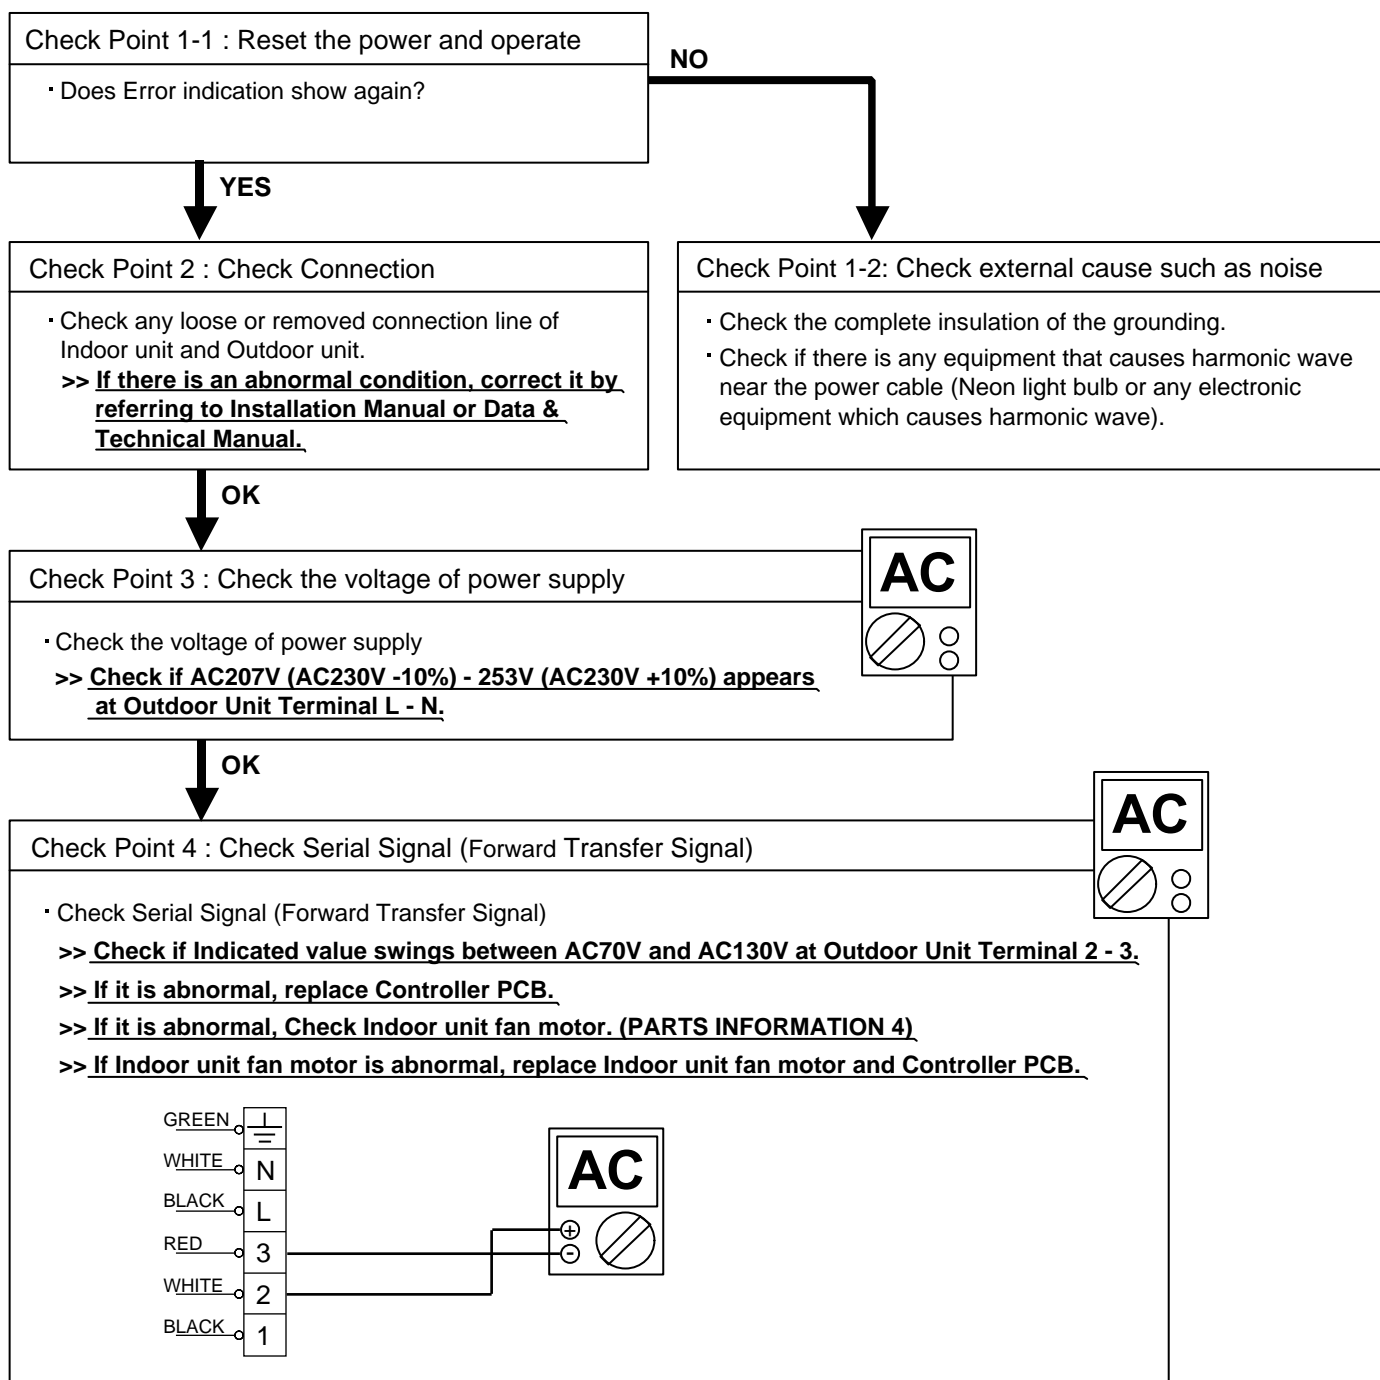 Check Point 1-1 : Reset the power and operate
· Does Error indication show again?
NO
YES
Check Point 2 : Check Connection
· Check any loose or removed connection line of
Indoor unit and Outdoor unit.
>> If there is an abnormal condition, correct it by
referring to Installation Manual or Data &
Technical Manual.
Check Point 1-2: Check external cause such as noise
· Check the complete insulation of the grounding.
· Check if there is any equipment that causes harmonic wave
near the power cable (Neon light bulb or any electronic
equipment which causes harmonic wave).
OK
Check Point 3 : Check the voltage of power supply
AC
· Check the voltage of power supply
>> Check if AC207V (AC230V -10%) - 253V (AC230V +10%) appears
at Outdoor Unit Terminal L - N.
OK
Check Point 4 : Check Serial Signal (Forward Transfer Signal)
AC
· Check Serial Signal (Forward Transfer Signal)
>> Check if Indicated value swings between AC70V and AC130V at Outdoor Unit Terminal 2 - 3.
>> If it is abnormal, replace Controller PCB.
>> If it is abnormal, Check Indoor unit fan motor. (PARTS INFORMATION 4)
>> If Indoor unit fan motor is abnormal, replace Indoor unit fan motor and Controller PCB.
GREEN
WHITE N
BLACK L
RED 3
WHITE 2
BLACK 1
AC
+
-